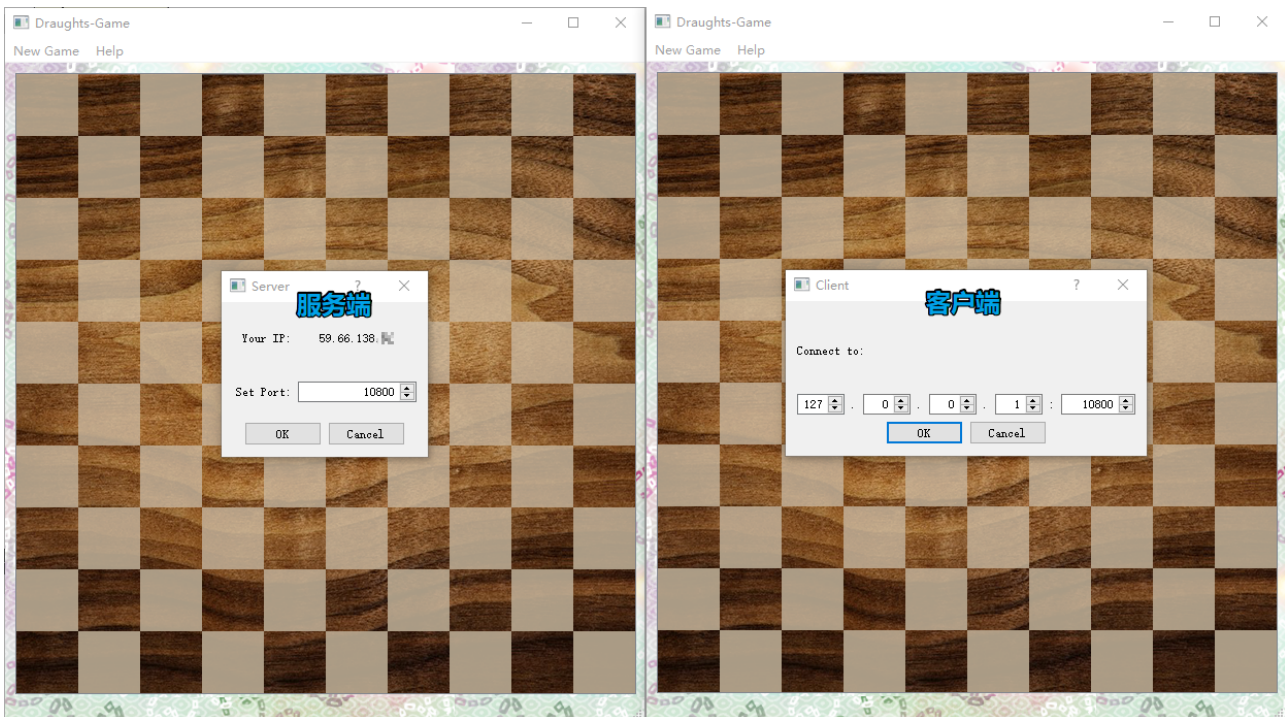 Draughts-Game
New Game Help
Server ?
服务端
Your IP: 59.66.138.
Set Port: 10800
OK Cancel
Draughts-Game
New Game Help
Client ?
客户端
Connect to:
127 . 0 . 0 . 1 : 10800
OK Cancel